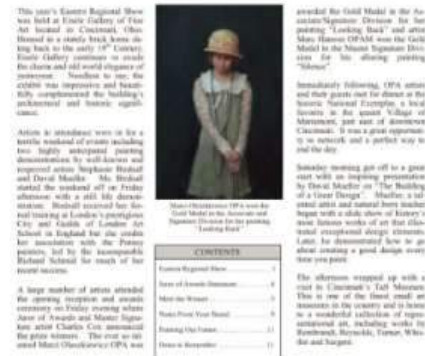 This year's Eastern Regional Show
was held at Eisele Gallery of Fine
Art located in Cincinnati, Ohio.
Housed in a stately brick home da-
ting back to the early 19th Century,
Eisele Gallery continues to exude
the charm and old world elegance of
yesteryear. Needless to say, the
exhibit was impressive and beauti-
fully complemented the building's
architectural and historic signifi-
cance.
Artists in attendance were in for a
terrific weekend of events including
two highly anticipated painting
demonstrations by well-known and
respected artists Stephanie Birdsall
and David Mueller. Ms. Birdsall
started the weekend off on Friday
afternoon with a still life demon-
stration. Birdsall received her for-
mal training at London's prestigious
City and Guilds of London Art
School in England but she credits
her association with the Putney
painters, led by the incomparable
Richard Schmid for much of her
recent success.
A large number of artists attended
the opening reception and awards
ceremony on Friday evening where
Juror of Awards and Master Signa-
ture artist Charles Cox announced
the prize winners. The ever so tal-
ented Marci Oleszkiewicz OPA was
Marci Oleszkiewicz OPA won the
Gold Medal in the Associate and
Signature Division for her painting
"Looking Back"
CONTENTS
Eastern Regional Show
Juror of Awards Statement
Meet the Winner
News From Your Board
Painting Our Future 11
Dates to Remember 11
awarded the Gold Medal in the As-
sociate/Signature Division for her
painting "Looking Back" and artist
Marc Hanson OPAM won the Gold
Medal in the Master Signature Divi-
sion for his alluring painting
"Silence".
Immediately following, OPA artists
and their guests met for dinner at the
historic National Exemplar, a local
favorite in the quaint Village of
Mariemont, just east of downtown
Cincinnati. It was a great opportuni-
ty to network and a perfect way to
end the day.
Saturday morning got off to a great
start with an inspiring presentation
by David Mueller on "The Building
of a Great Design". Mueller, a tal-
ented artist and natural born teacher
began with a slide show of history's
most famous works of art that illus-
trated exceptional design elements.
Later, he demonstrated how to go
about creating a good design every
time you paint.
The afternoon wrapped up with a
visit to Cincinnati's Taft Museum.
This is one of the finest small art
museums in the country and is home
to a wonderful collection of repre-
sentational art, including works by
Rembrandt, Reynolds, Turner, Whis-
tler and Sargent.